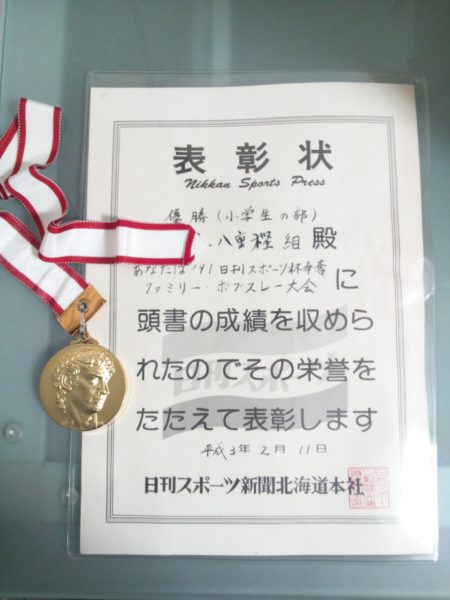 表彰状
Nikkan Sports Press
優勝(小学生の部)
八重樫 組 殿
あなたは'91日刊スポーツ杯争奪
ファミリー・ボブスレー大会 に
頭書の成績を収めら
れたのでその栄誉を
たたえて表彰します
平成3年2月11日
日刊スポーツ新聞北海道本社